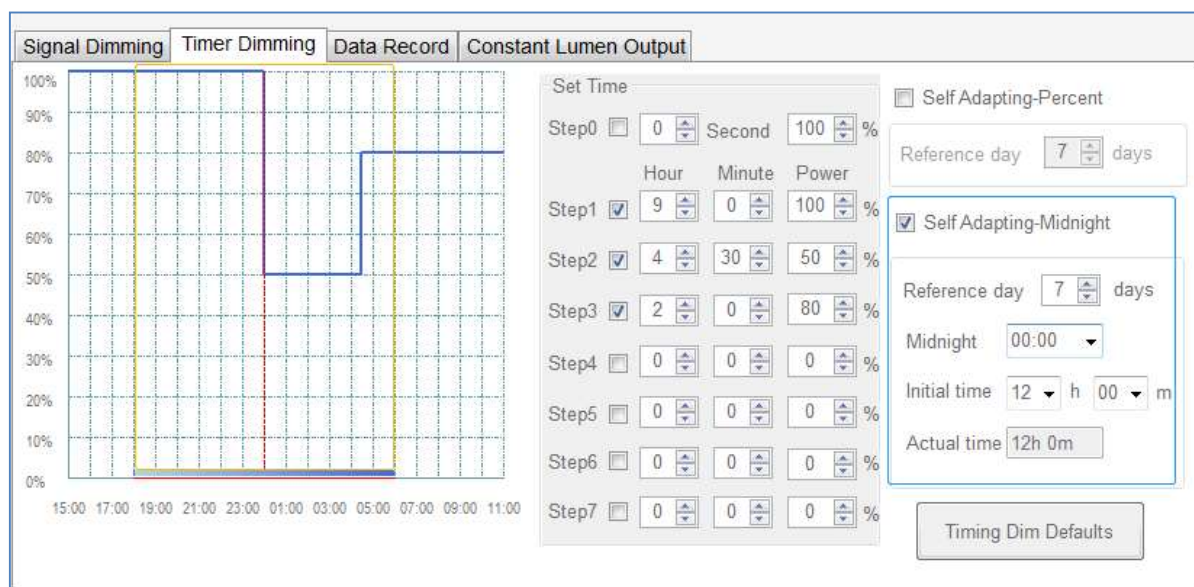 Signal Dimming Timer Dimming Data Record Constant Lumen Output
100%
90%
80%
70%
60%
50%
40%
30%
20%
10%
0%
15:00 17:00 19:00 21:00 23:00 01:00 03:00 05:00 07:00 09:00 11:00
Set Time
Step0 0 Second 100 %
Hour Minute Power
Step1 9 0 100 %
Step2 4 30 50 %
Step3 2 0 80 %
Step4 0 0 0 %
Step5 0 0 0 %
Step6 0 0 0 %
Step7 0 0 0 %
Self Adapting-Percent
Reference day 7 days
Self Adapting-Midnight
Reference day 7 days
Midnight 00:00
Initial time 12 h 00 m
Actual time 12h 0m
Timing Dim Defaults